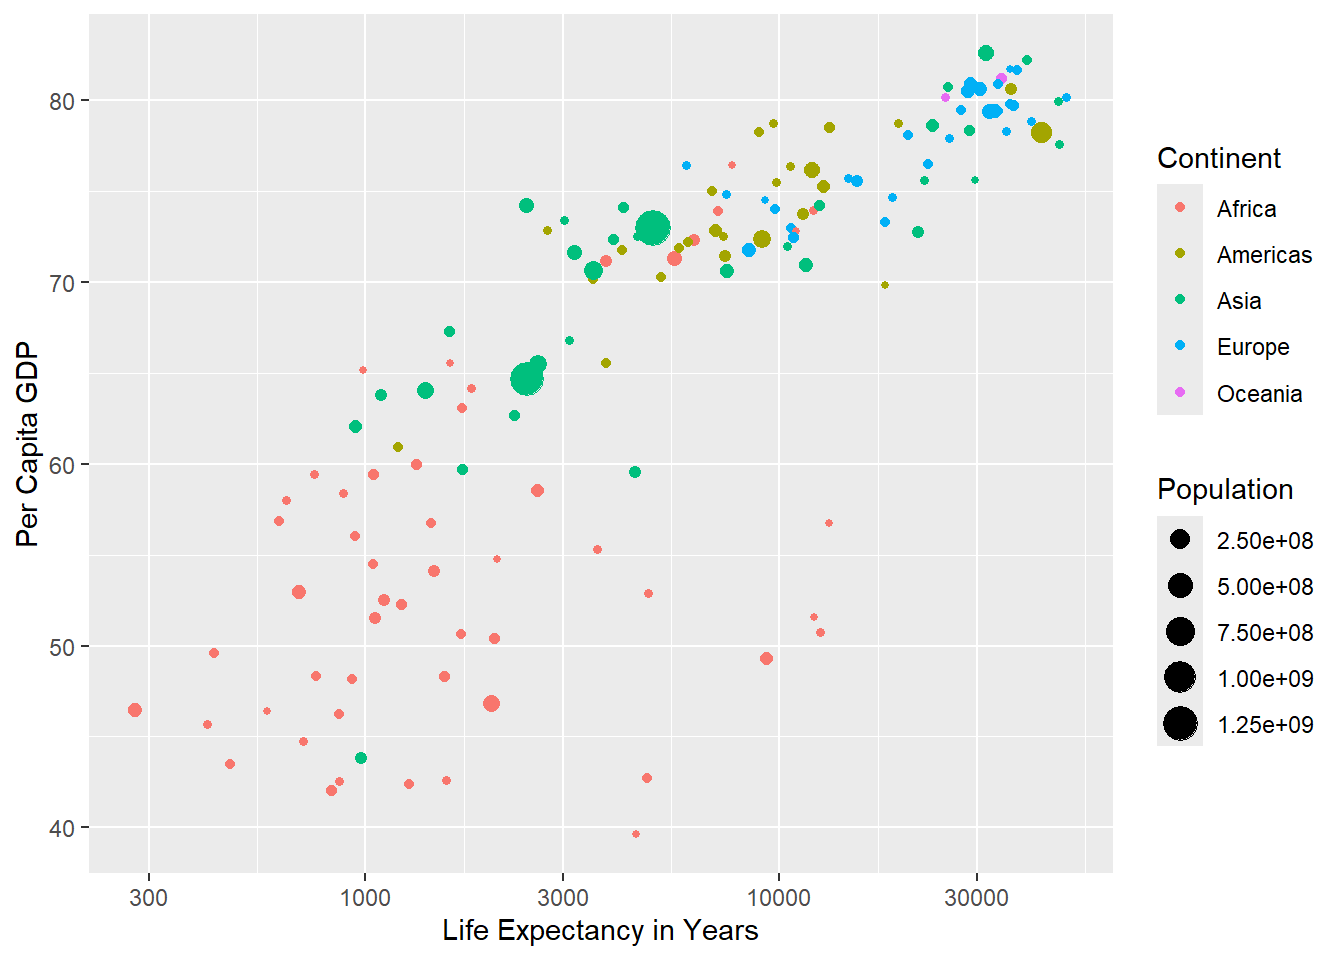 80
70
60
50
40
Per Capita GDP
300
1000
3000
10000
30000
Life Expectancy in Years
Continent
Africa
Americas
Asia
Europe
Oceania
Population
2.50e+08
5.00e+08
7.50e+08
1.00e+09
1.25e+09